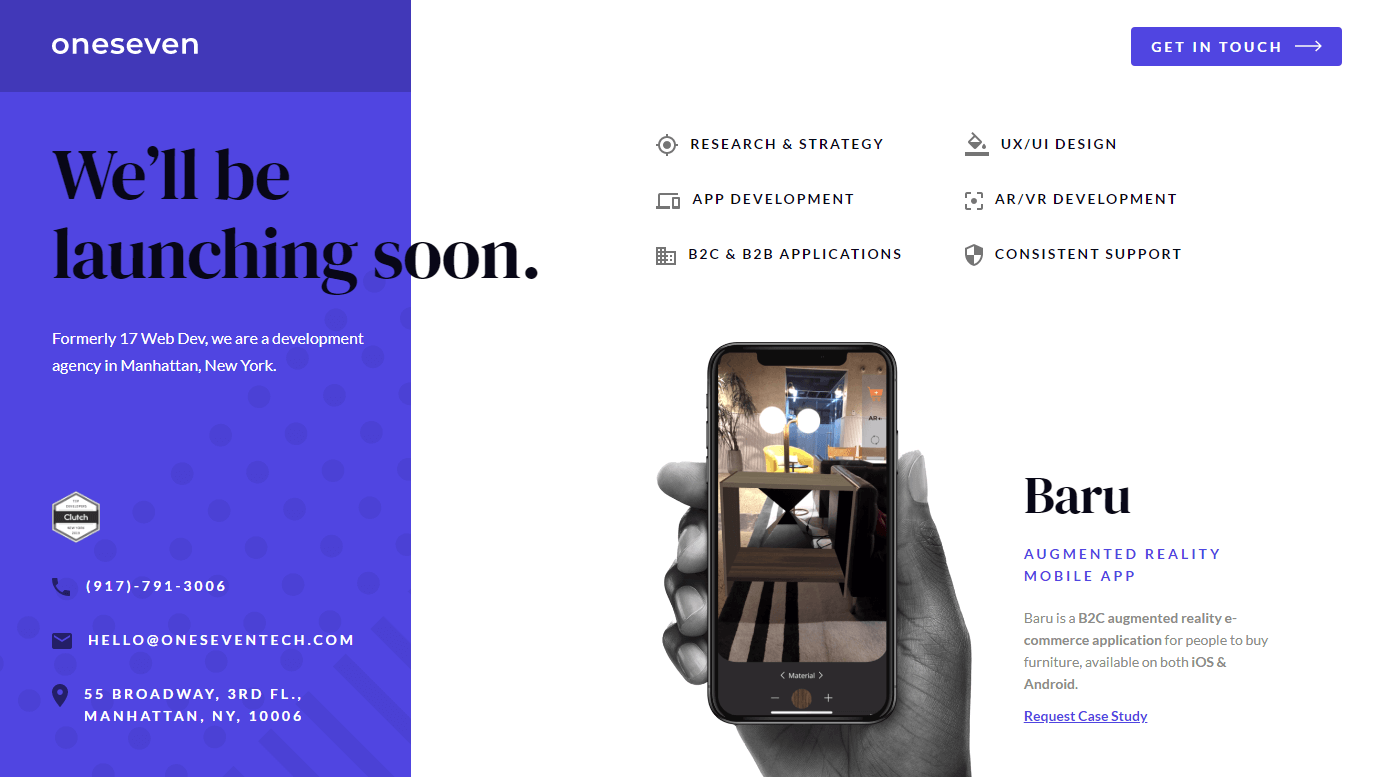 oneseven
GET IN TOUCH
We’ll be
launching soon.
Formerly 17 Web Dev, we are a development
agency in Manhattan, New York.
Clutch
(917)-791-3006
HELLO@ONESEVENTECH.COM
55 BROADWAY, 3RD FL.,
MANHATTAN, NY, 10006
RESEARCH & STRATEGY
UX/UI DESIGN
APP DEVELOPMENT
AR/VR DEVELOPMENT
B2C & B2B APPLICATIONS
CONSISTENT SUPPORT
AR
Material
Baru
AUGMENTED REALITY
MOBILE APP
Baru is a B2C augmented reality e-
commerce application for people to buy
furniture, available on both iOS &
Android.
Request Case Study